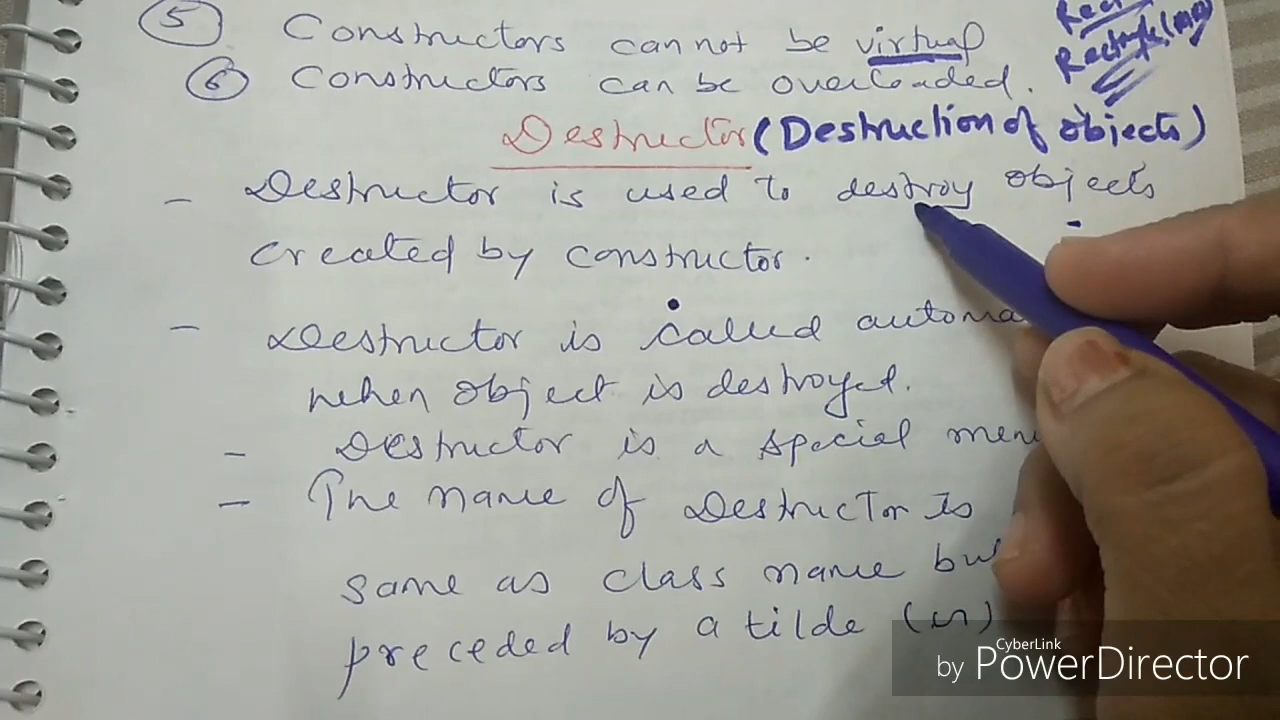 5 Constructors cannot be virtual
6 Constructors can be overloaded.
Destructor (Destruction of objects)
- Destructor is used to destroy objects
created by constructor.
- Destructor is called automa
when object is destroyed.
- Destructor is a special mem
- The name of Destructor is
same as class name but
preceded by a tilde (~)
CyberLink
by PowerDirector